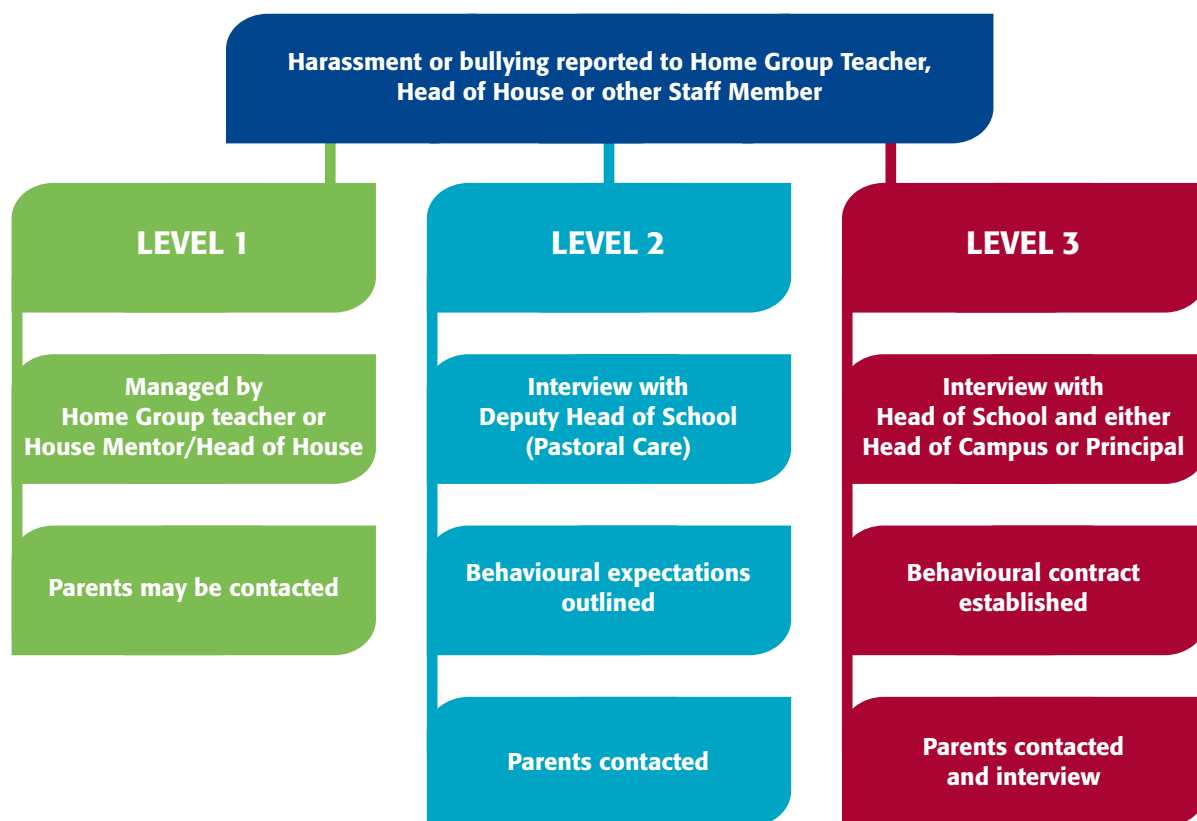 Harassment or bullying reported to Home Group Teacher,
Head of House or other Staff Member
LEVEL 1
Managed by
Home Group teacher or
House Mentor/Head of House
Parents may be contacted
LEVEL 2
Interview with
Deputy Head of School
(Pastoral Care)
Behavioural expectations
outlined
Parents contacted
LEVEL 3
Interview with
Head of School and either
Head of Campus or Principal
Behavioural contract
established
Parents contacted
and interview